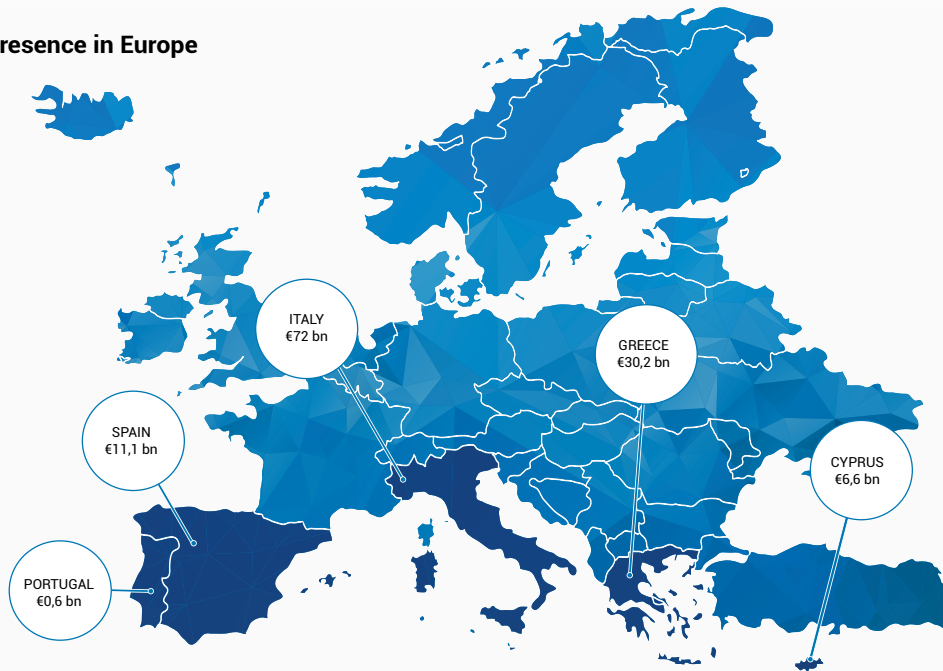 resence in Europe
ITALY
€72 bn
GREECE
€30,2 bn
SPAIN
€11,1 bn
CYPRUS
€6,6 bn
PORTUGAL
€0,6 bn